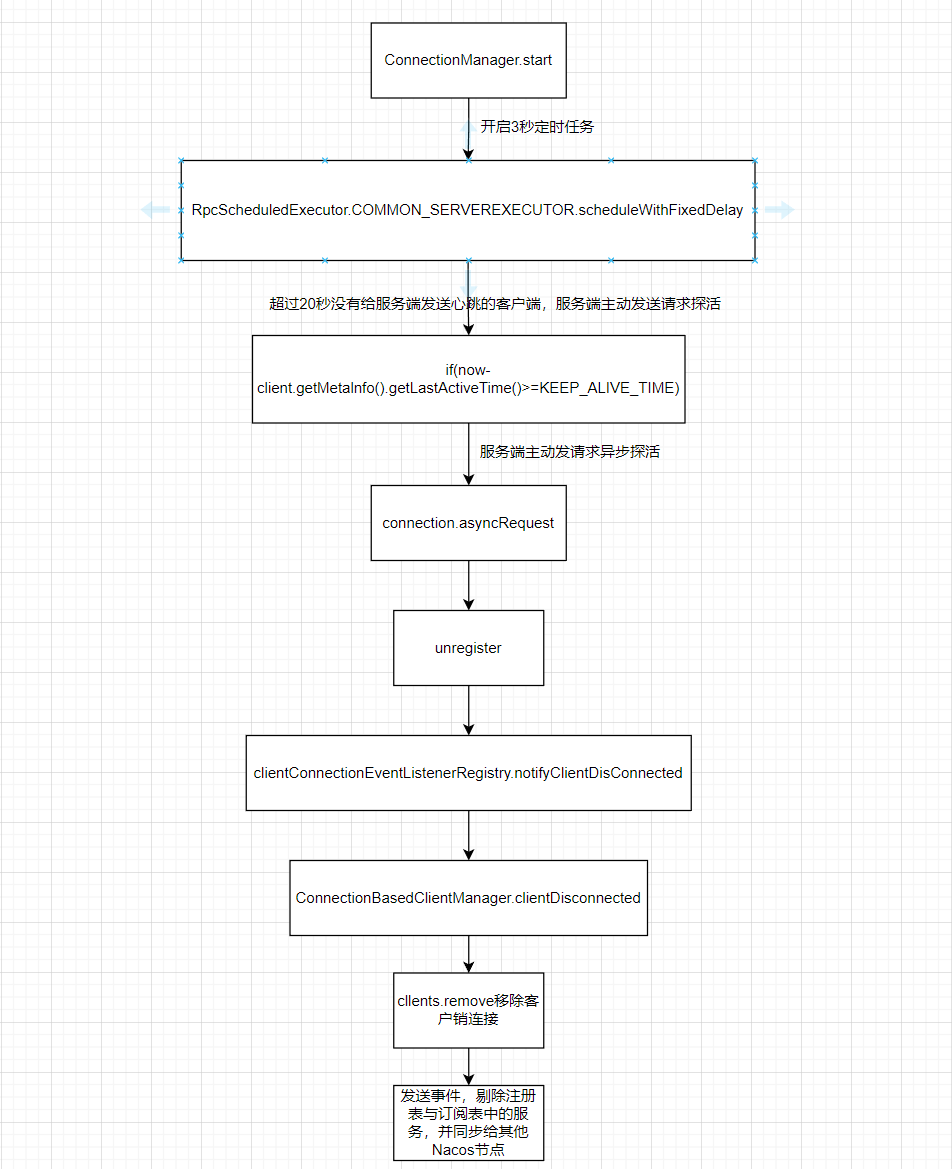 ConnectionManager.start
开启3秒定时任务
RpcScheduledExecutor.COMMON_SERVEREXECUTOR.scheduleWithFixedDelay
超过20秒没有给服务端发送心跳的客户端，服务端主动发送请求探活
if(now-
client.getMetaInfo().getLastActiveTime()>=KEEP_ALIVE_TIME)
服务端主动发请求异步探活
connection.asyncRequest
unregister
clientConnectionEventListenerRegistry.notifyClientDisConnected
ConnectionBasedClientManager.clientDisconnected
cllents.remove移除客
户销连接
发送事件，剔除注册
表与订阅表中的服
务，并同步给其他
Nacos节点